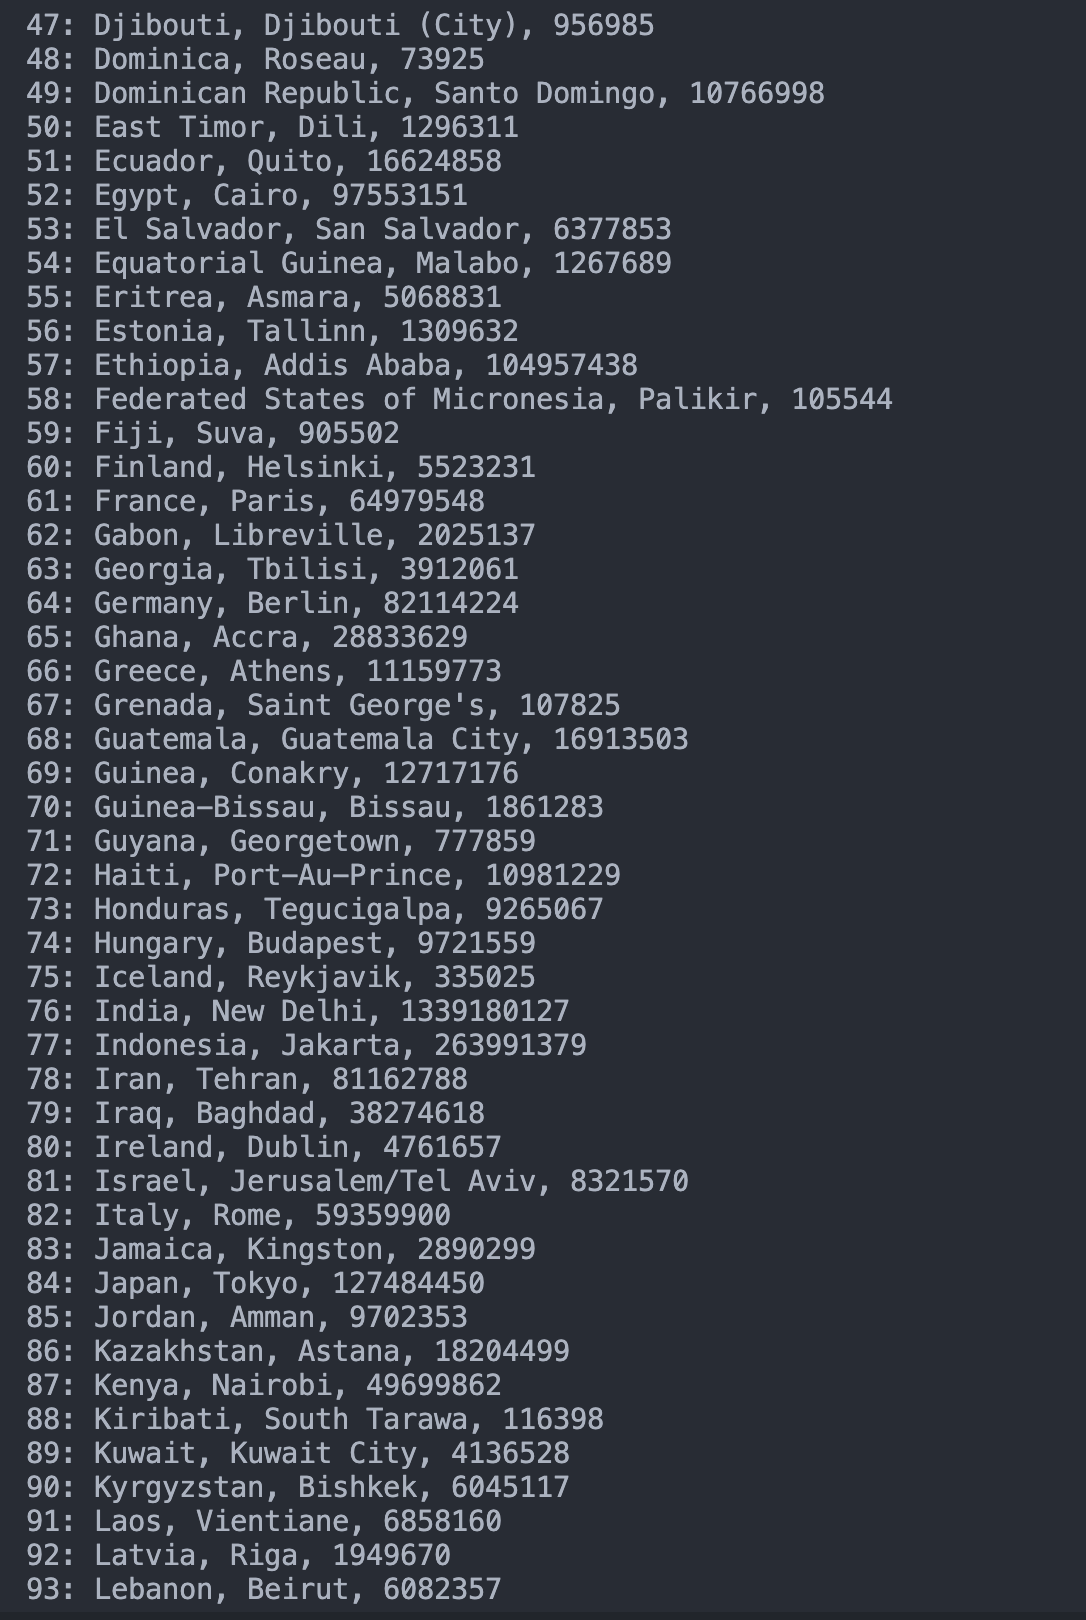 47: Djibouti, Djibouti (City), 956985
48: Dominica, Roseau, 73925
49: Dominican Republic, Santo Domingo, 10766998
50: East Timor, Dili, 1296311
51: Ecuador, Quito, 16624858
52: Egypt, Cairo, 97553151
53: El Salvador, San Salvador, 6377853
54: Equatorial Guinea, Malabo, 1267689
55: Eritrea, Asmara, 5068831
56: Estonia, Tallinn, 1309632
57: Ethiopia, Addis Ababa, 104957438
58: Federated States of Micronesia, Palikir, 105544
59: Fiji, Suva, 905502
60: Finland, Helsinki, 5523231
61: France, Paris, 64979548
62: Gabon, Libreville, 2025137
63: Georgia, Tbilisi, 3912061
64: Germany, Berlin, 82114224
65: Ghana, Accra, 28833629
66: Greece, Athens, 11159773
67: Grenada, Saint George's, 107825
68: Guatemala, Guatemala City, 16913503
69: Guinea, Conakry, 12717176
70: Guinea-Bissau, Bissau, 1861283
71: Guyana, Georgetown, 777859
72: Haiti, Port-Au-Prince, 10981229
73: Honduras, Tegucigalpa, 9265067
74: Hungary, Budapest, 9721559
75: Iceland, Reykjavik, 335025
76: India, New Delhi, 1339180127
77: Indonesia, Jakarta, 263991379
78: Iran, Tehran, 81162788
79: Iraq, Baghdad, 38274618
80: Ireland, Dublin, 4761657
81: Israel, Jerusalem/Tel Aviv, 8321570
82: Italy, Rome, 59359900
83: Jamaica, Kingston, 2890299
84: Japan, Tokyo, 127484450
85: Jordan, Amman, 9702353
86: Kazakhstan, Astana, 18204499
87: Kenya, Nairobi, 49699862
88: Kiribati, South Tarawa, 116398
89: Kuwait, Kuwait City, 4136528
90: Kyrgyzstan, Bishkek, 6045117
91: Laos, Vientiane, 6858160
92: Latvia, Riga, 1949670
93: Lebanon, Beirut, 6082357